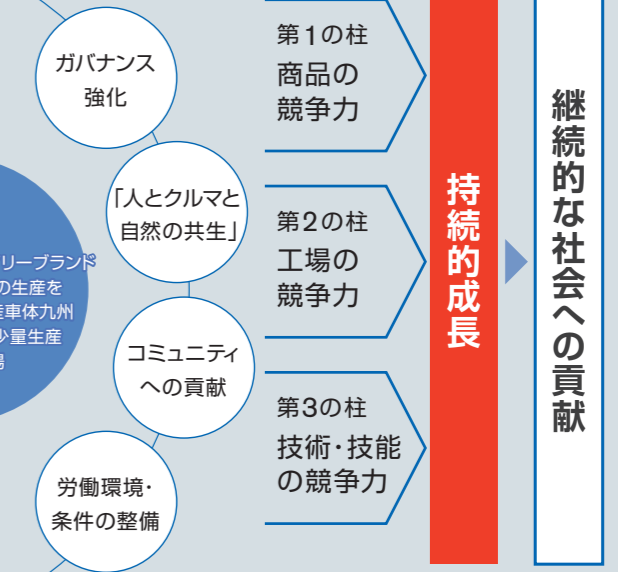 ガバナンス
強化
「人とクルマと
自然の共生」
リーブランド
の生産を
車体九州
少量生産
コミュニティ
への貢献
労働環境・
条件の整備
第1の柱
商品の
競争力
第2の柱
工場の
競争力
第3の柱
技術・技能
の競争力
持続的成長
継続的な社会への貢献